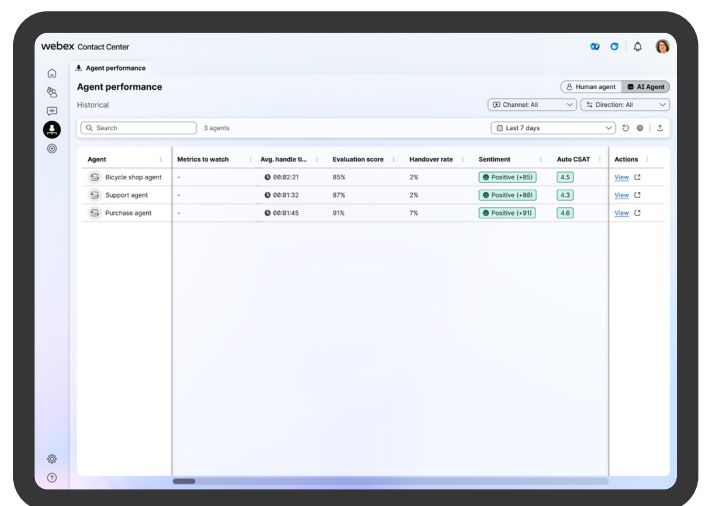 webex Contact Center
Agent performance
Agent performance
Human agent
AI Agent
Historical
Channel: All
Direction: All
Search
3 agents
Last 7 days
Agent Metrics to watch Avg. handle ti... Evaluation score Handover rate Sentiment Auto CSAT Actions
Bicycle shop agent - 00:02:21 85% 2% Positive (+85) 4.5 View
Support agent - 00:01:32 87% 2% Positive (+80) 4.3 View
Purchase agent - 00:01:45 91% 7% Positive (+91) 4.6 View